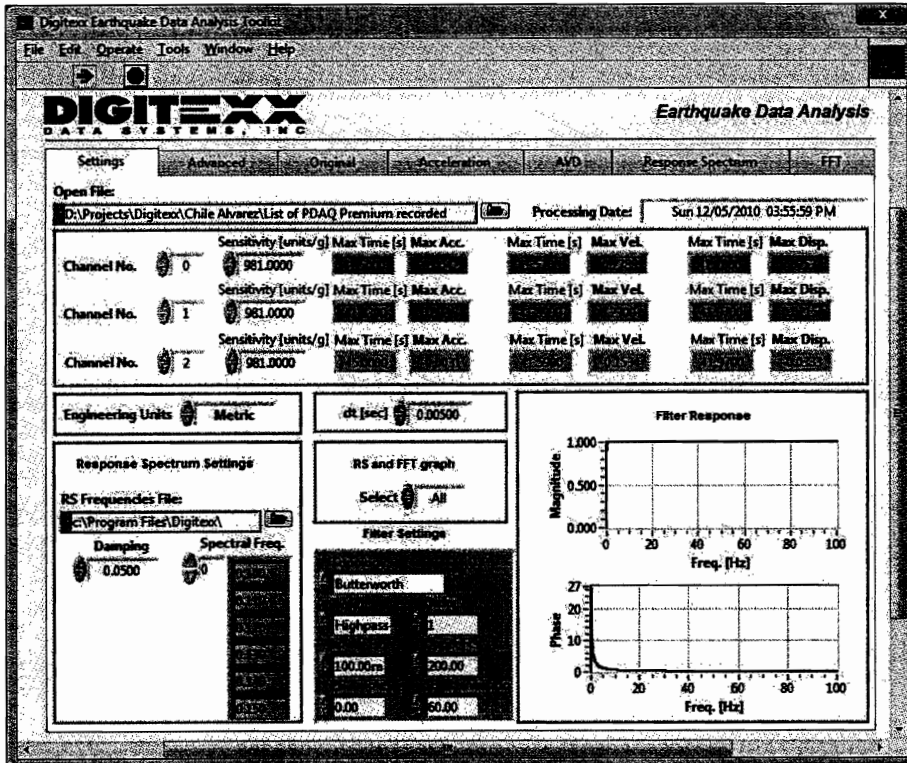 Digitexx Earthquake Data Analysis Toolkit
X
File Edit Operate Tools Window Help
DIGITEXX
DATA SYSTEMS, INC
Earthquake Data Analysis
Settings Advanced Original Acceleration AVD Response Spectrum FFT
Open File:
D:\Projects\Digitexx\Chile Alvarez\List of PDAQ Premium recorded
Processing Date: Sun 12/05/2010 03:55:59 PM
Sensitivity [units/g] Max Time [s] Max Acc. Max Time [s] Max Vel. Max Time [s] Max Disp.
Channel No. 0 981.0000
Sensitivity [units/g] Max Time [s] Max Acc. Max Time [s] Max Vel. Max Time [s] Max Disp.
Channel No. 1 981.0000
Sensitivity [units/g] Max Time [s] Max Acc. Max Time [s] Max Vel. Max Time [s] Max Disp.
Channel No. 2 981.0000
Engineering Units Metric
dt [sec] 0.00500
Response Spectrum Settings
RS Frequencies File:
c:\Program Files\Digitexx\
Damping Spectral Freq.
0.0500 0
RS and FFT graph
Select All
Filter Settings
Butterworth
Highpass 1
100.00m 200.00
0.00 60.00
Filter Response
Magnitude
1.000
0.500
0.000
0 20 40 60 80 100
Freq. [Hz]
Phase
27
20
10
0
0 20 40 60 80 100
Freq. [Hz]